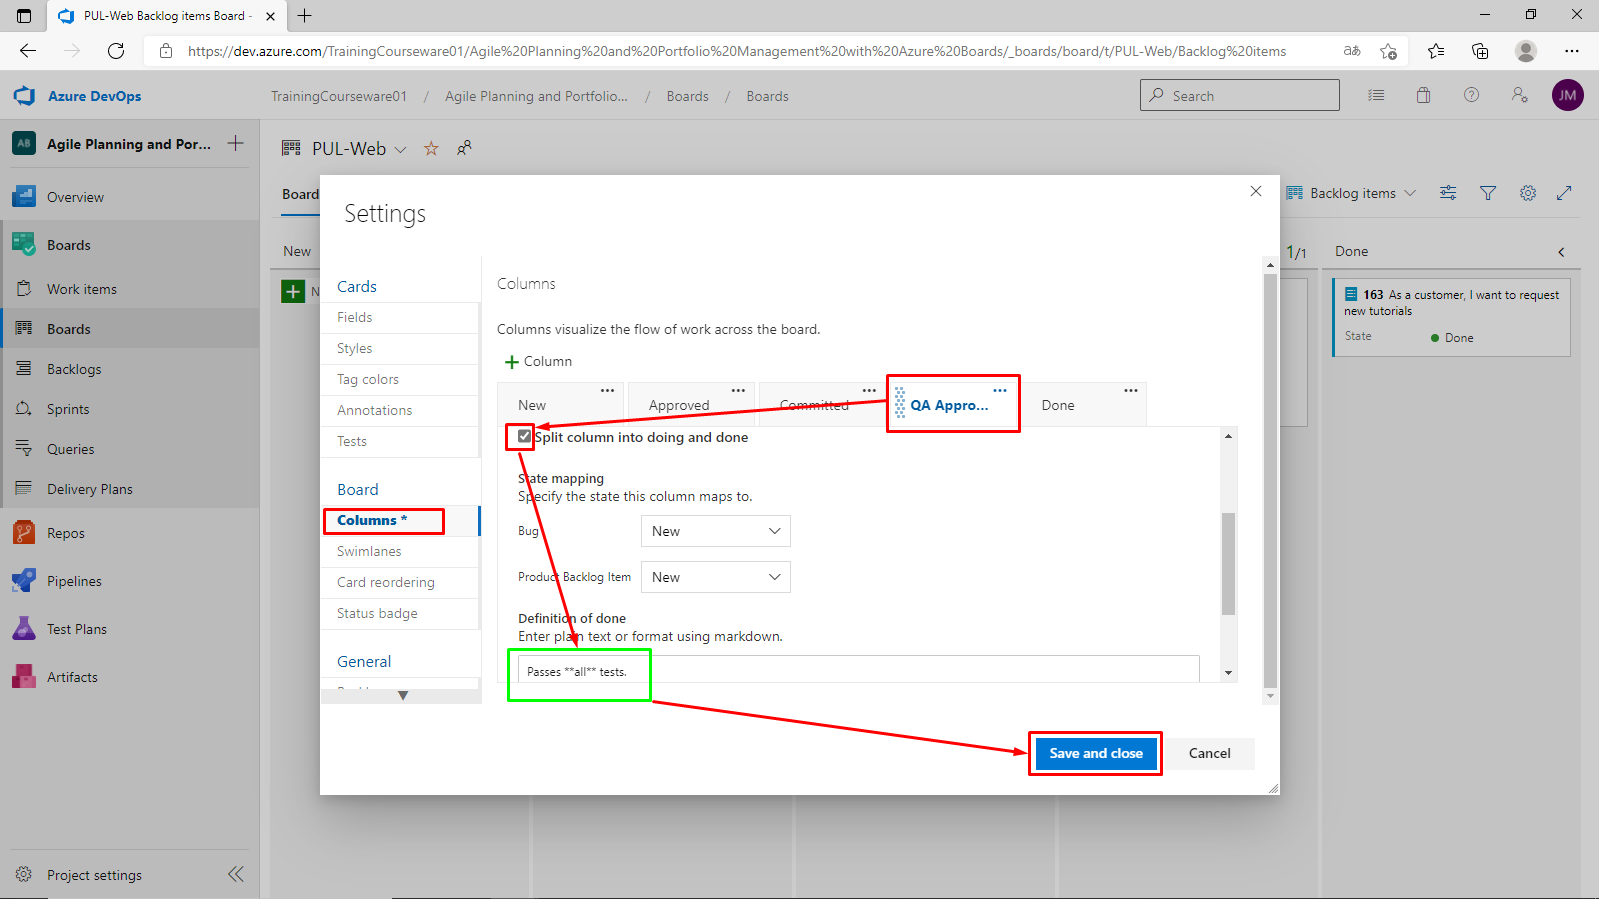 PUL-Web Backlog items Board -
https://dev.azure.com/TrainingCourseware01/Agile%20Planning%20and%20Portfolio%20Management%20with%20Azure%20Boards/_boards/board/t/PUL-Web/Backlog%20items
Azure DevOps
TrainingCourseware01 / Agile Planning and Portfolio... / Boards / Boards
Search
JM
AB Agile Planning and Por...
Overview
Boards
Work items
Boards
Backlogs
Sprints
Queries
Delivery Plans
Repos
Pipelines
Test Plans
Artifacts
Project settings
PUL-Web
Board
Backlog items
New
N
1/1
Done
163 As a customer, I want to request
new tutorials
State Done
Settings
Cards
Fields
Styles
Tag colors
Annotations
Tests
Board
Columns *
Swimlanes
Card reordering
Status badge
General
Columns
Columns visualize the flow of work across the board.
Column
New
Approved
Committed
QA Appro...
Done
Split column into doing and done
State mapping
Specify the state this column maps to.
Bug New
Product Backlog Item New
Definition of done
Enter plain text or format using markdown.
Passes **all** tests.
Save and close
Cancel